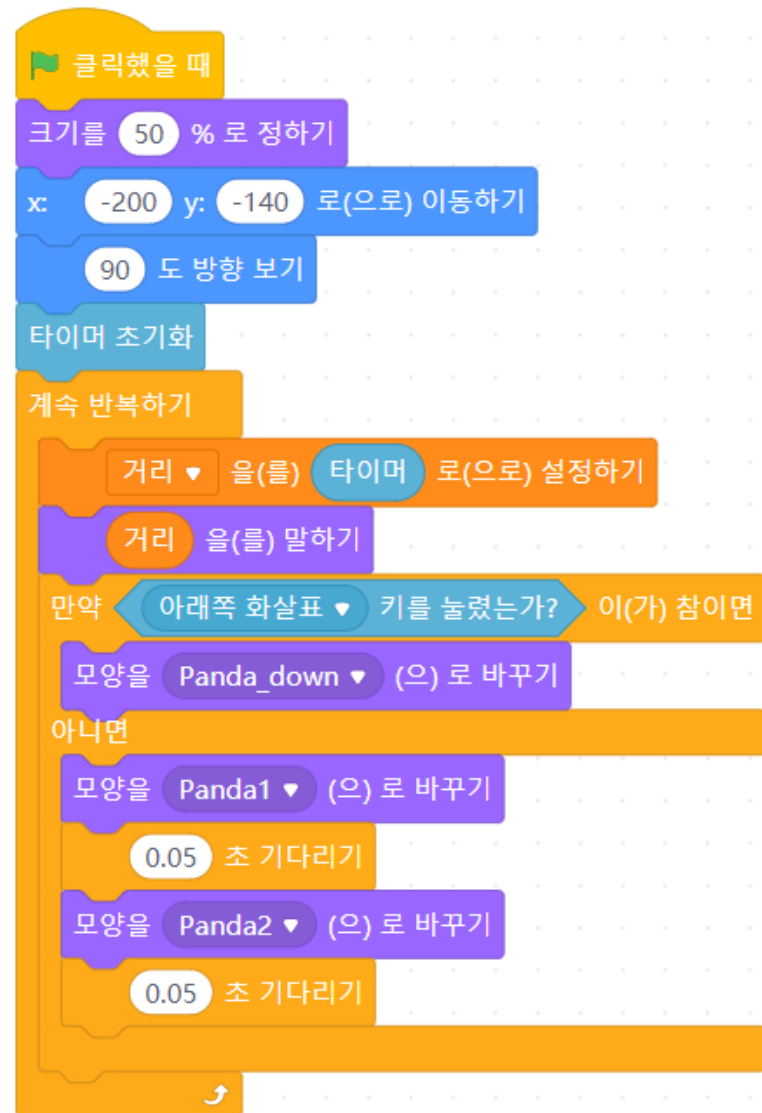 클릭했을 때
크기를 50 % 로 정하기
x: -200 y: -140 로(으로) 이동하기
90 도 방향 보기
타이머 초기화
계속 반복하기
거리 을(를) 타이머 로(으로) 설정하기
거리 을(를) 말하기
만약 아래쪽 화살표 키를 눌렸는가? 이(가) 참이면
모양을 Panda_down (으) 로 바꾸기
아니면
모양을 Panda1 (으) 로 바꾸기
0.05 초 기다리기
모양을 Panda2 (으) 로 바꾸기
0.05 초 기다리기